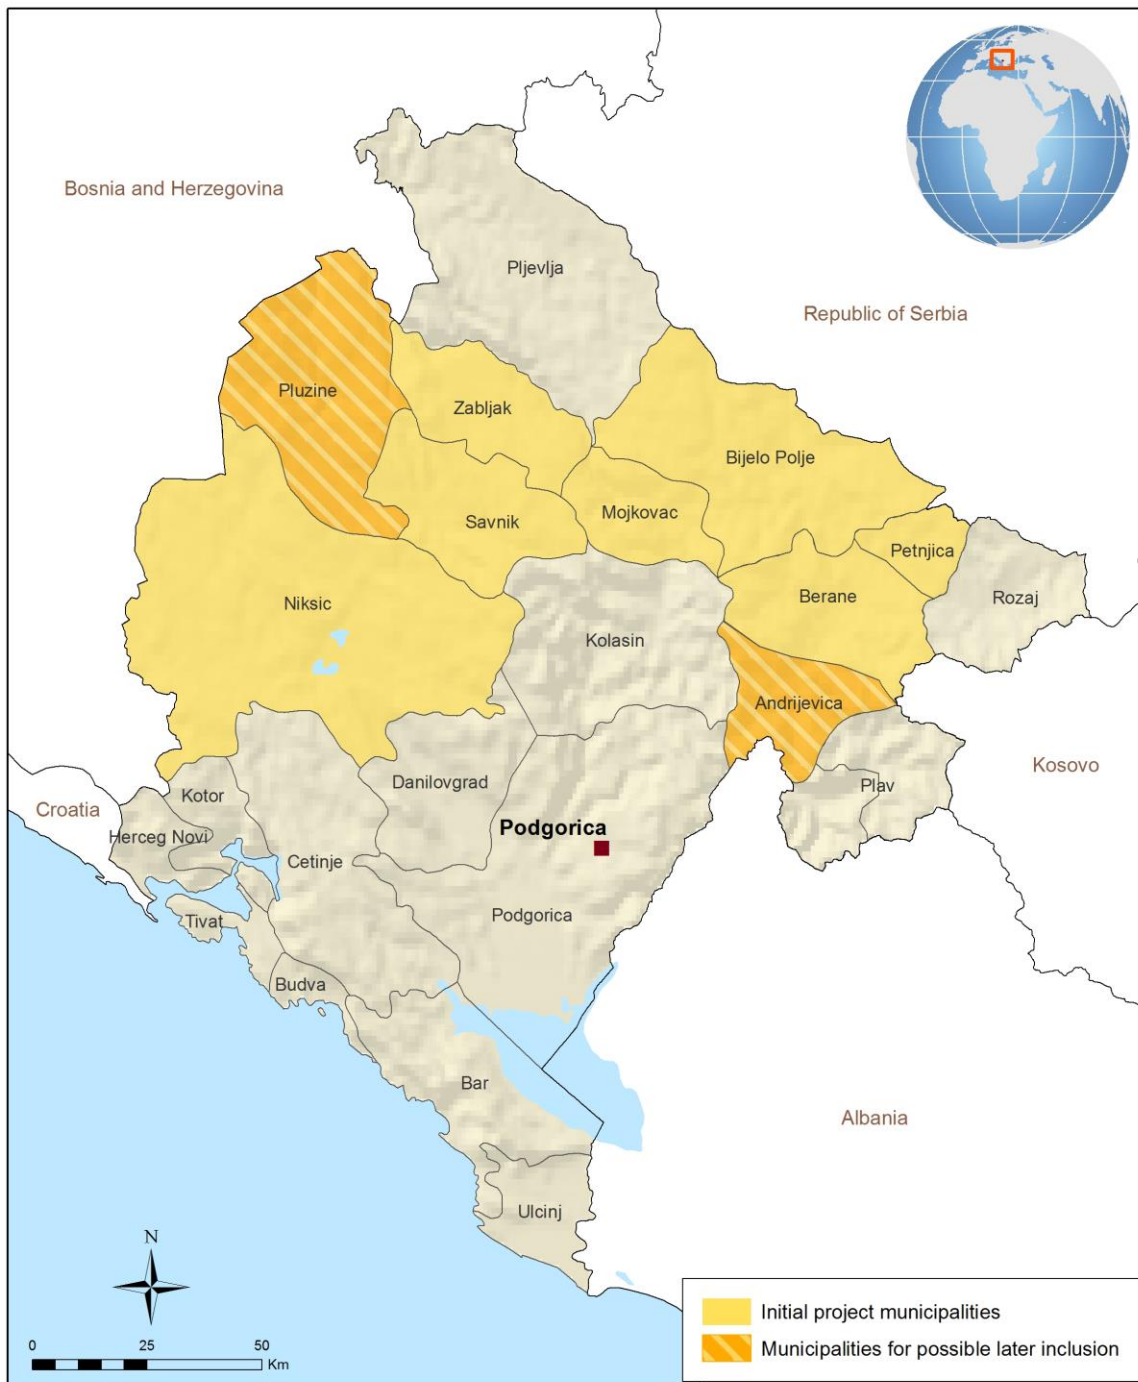 Bosnia and Herzegovina
Pljevlja
Republic of Serbia
Pluzine
Zabljak
Bijelo Polje
Mojkovac
Savnik
Petnjica
Niksic
Berane
Rozaj
Kolasin
Andrijevica
Kosovo
Danilovgrad
Plav
Kotor
Croatia
Herceg Novi
Podgorica
Cetinje
Podgorica
Tivat
Budva
Bar
Albania
Ulcinj
N
Initial project municipalities
Municipalities for possible later inclusion
0 25 50
Km